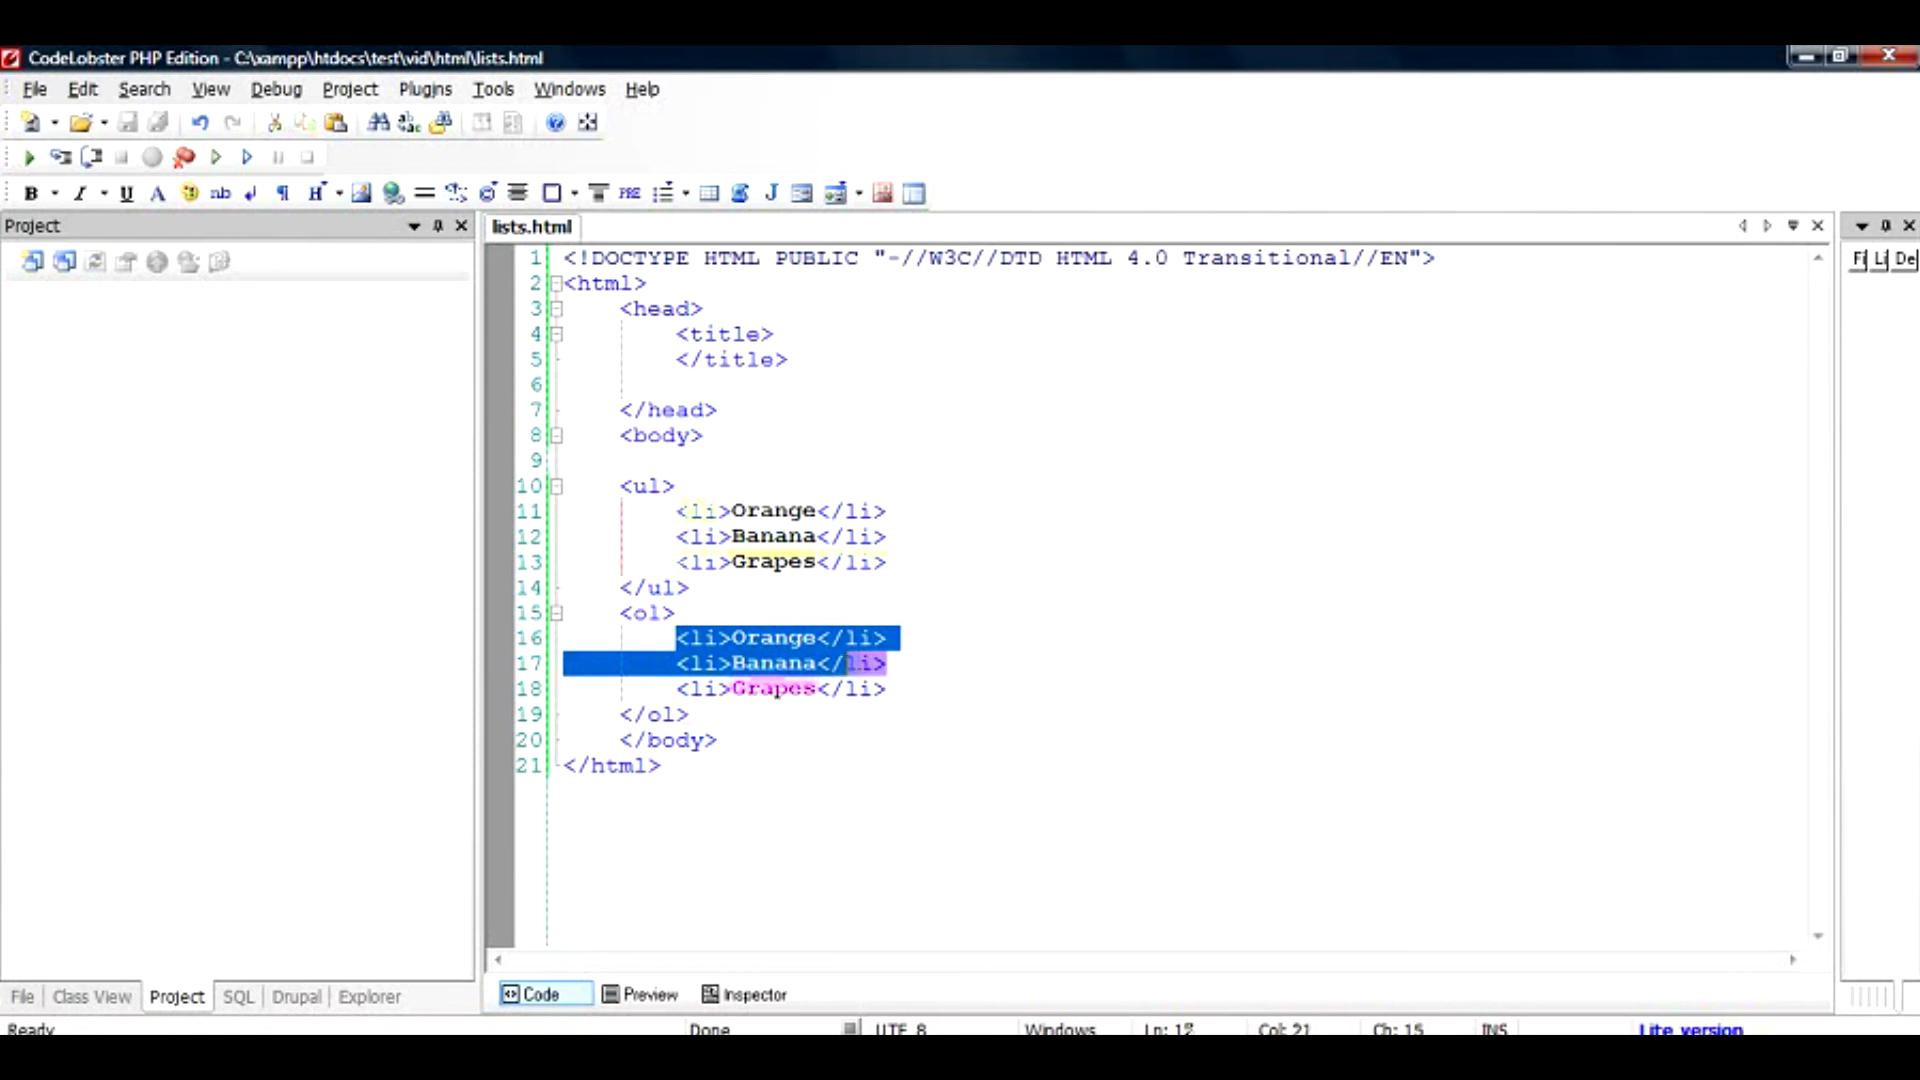 CodeLobster PHP Edition - C:\xampp\htdocs\test\vid\html\lists.html
File Edit Search View Debug Project Plugins Tools Windows Help
B I U A ab H PRE J
Project
lists.html
Fi Li De
1 <!DOCTYPE HTML PUBLIC "-//W3C//DTD HTML 4.0 Transitional//EN">
2 <html>
3 <head>
4 <title>
5 </title>
6
7 </head>
8 <body>
9
10 <ul>
11 <li>Orange</li>
12 <li>Banana</li>
13 <li>Grapes</li>
14 </ul>
15 <ol>
16 <li>Orange</li>
17 <li>Banana</li>
18 <li>Grapes</li>
19 </ol>
20 </body>
21 </html>
File Class View Project SQL Drupal Explorer
Code Preview Inspector
Ready Done UTF 8 Windows Ln: 17 Col: 21 Ch: 15 INS Lite version